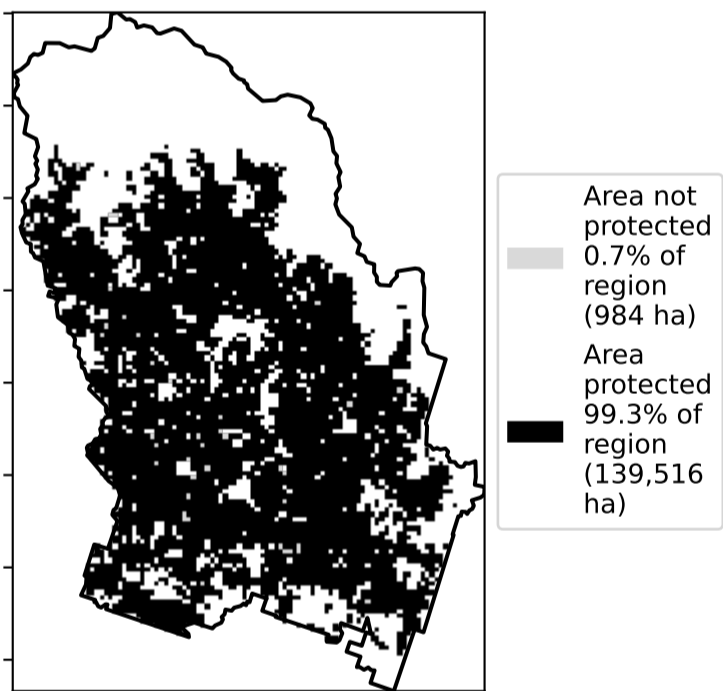 Area not
protected
0.7% of
region
(984 ha)
Area
protected
99.3% of
region
(139,516
ha)